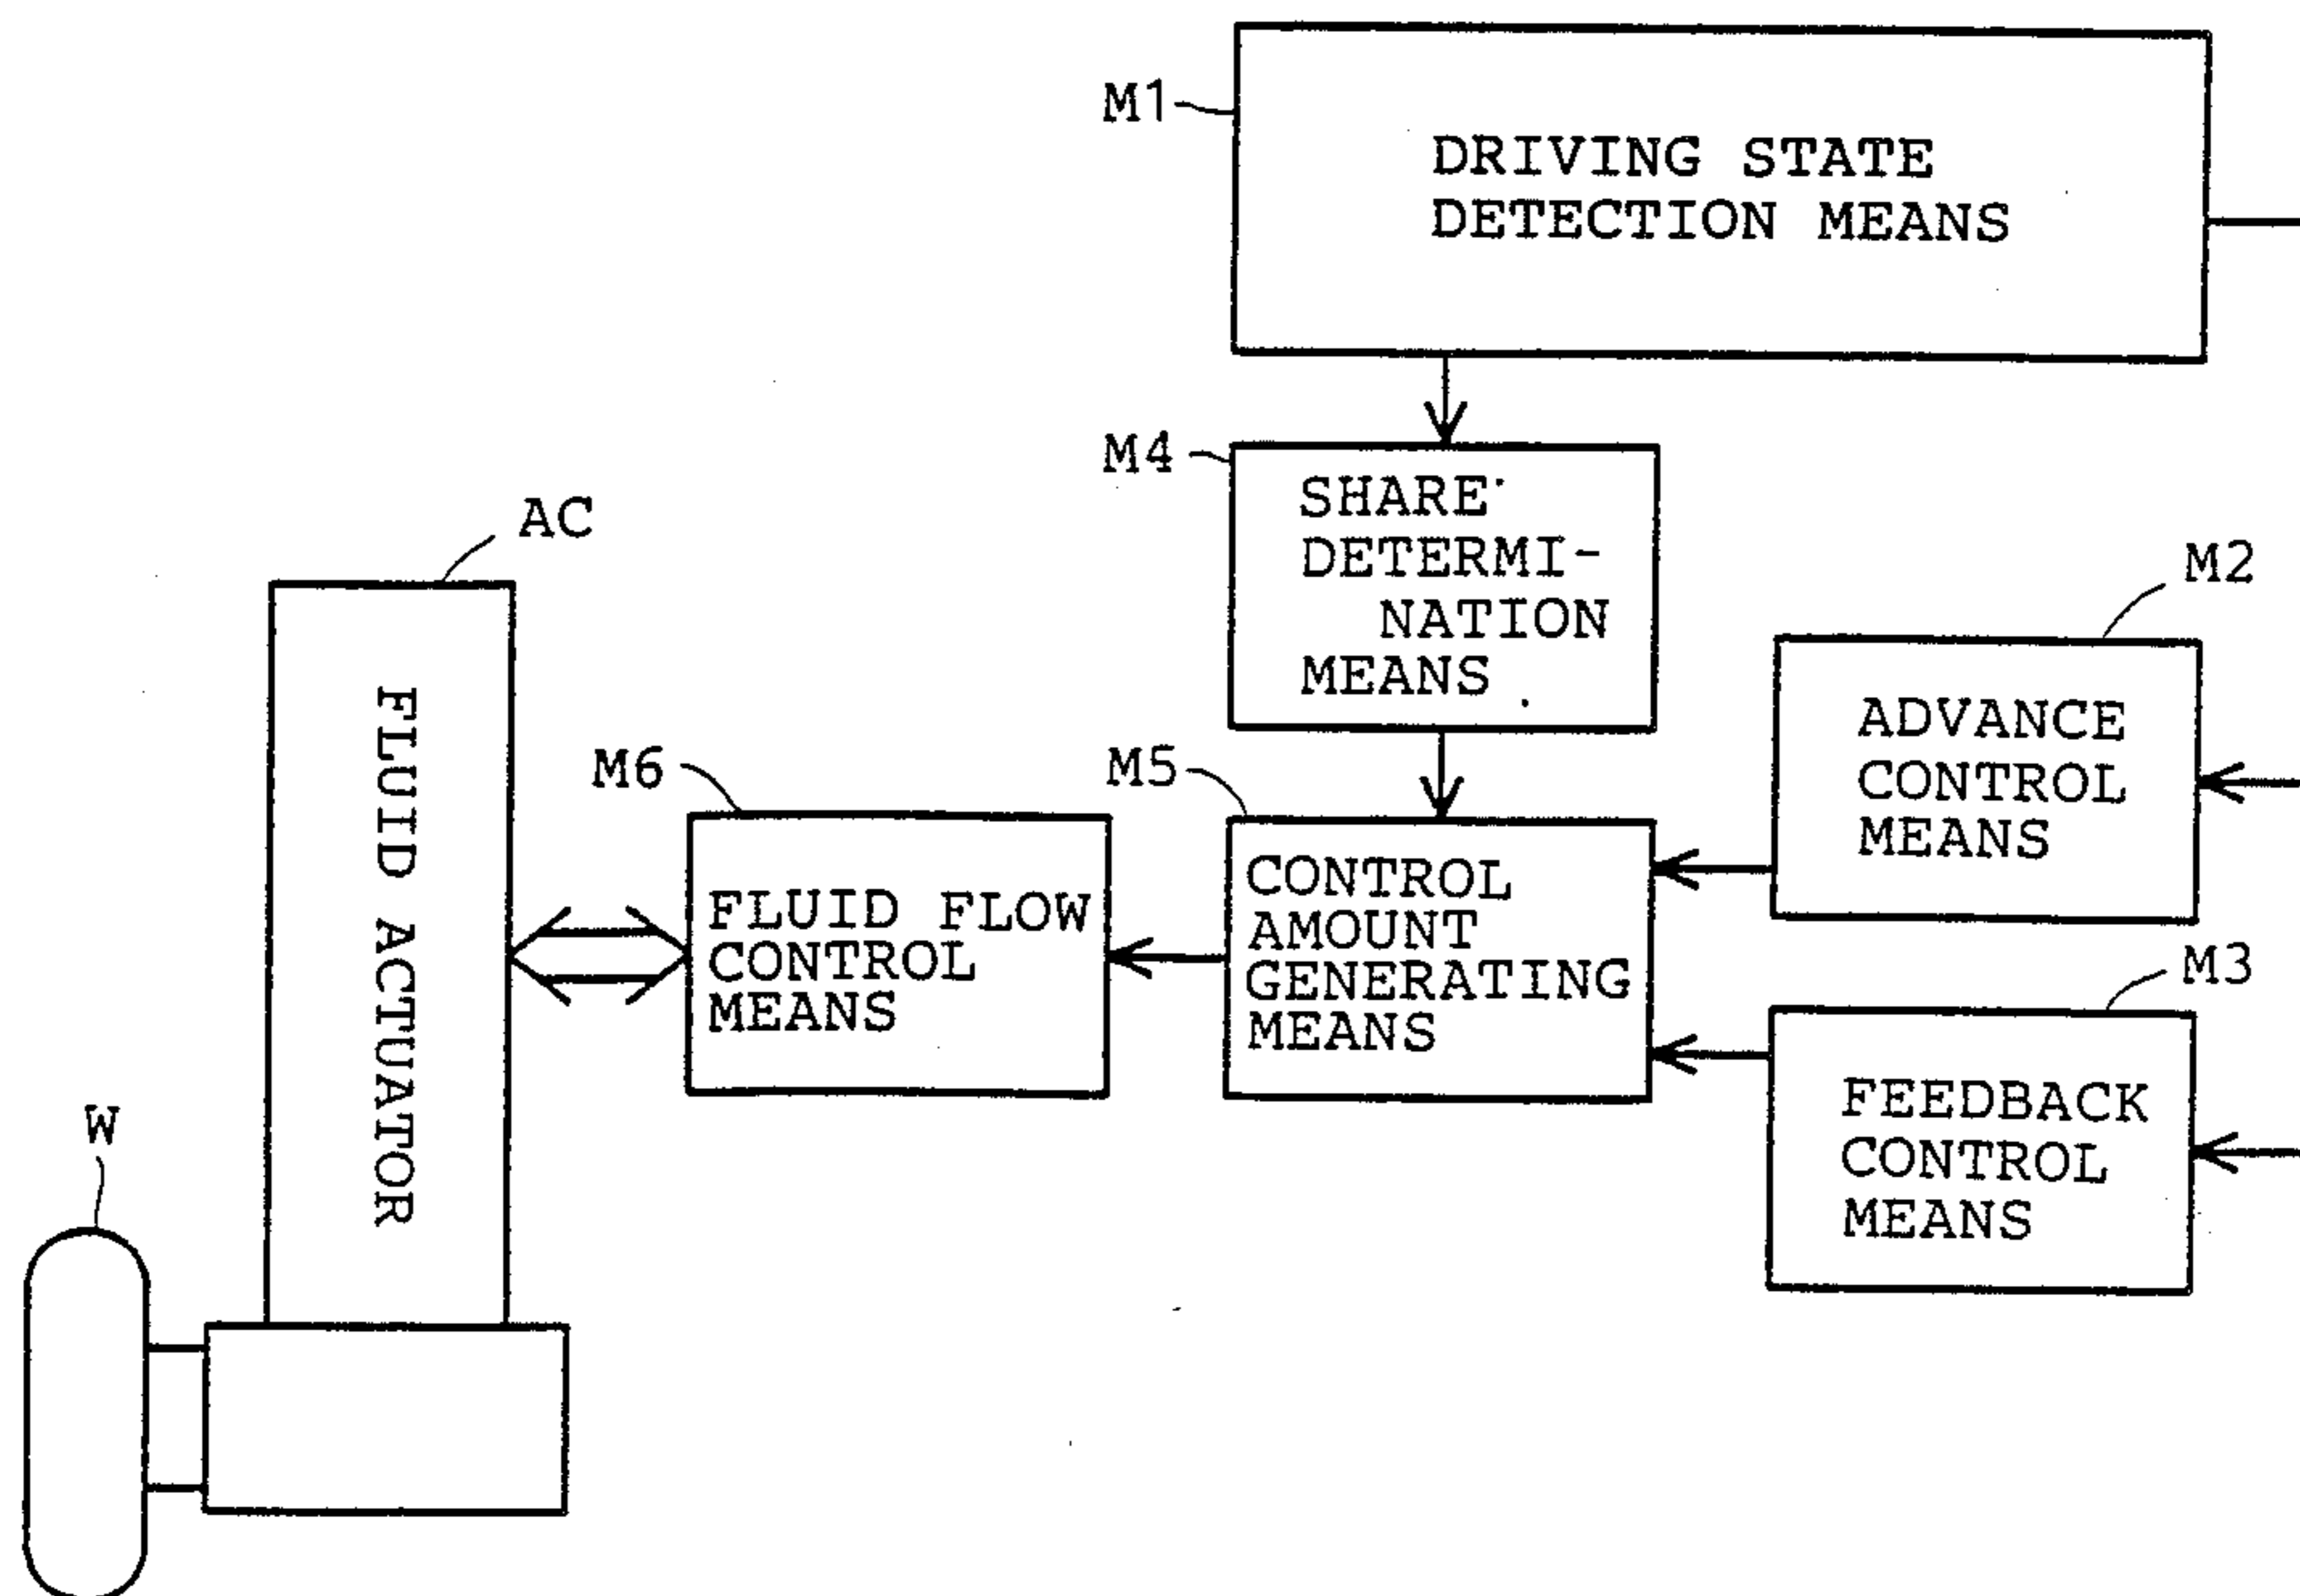 M1
DRIVING STATE
DETECTION MEANS
M4
SHARE
DETERMI-
NATION
MEANS
AC
FLUID ACTUATOR
M2
ADVANCE
CONTROL
MEANS
M6
FLUID FLOW
CONTROL
MEANS
M5
CONTROL
AMOUNT
GENERATING
MEANS
M3
FEEDBACK
CONTROL
MEANS
W